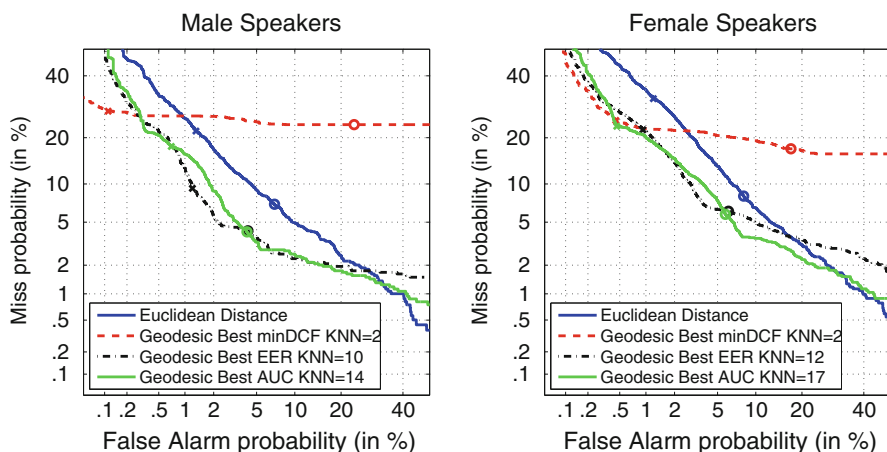 Male Speakers
Miss probability (in %)
40
20
10
5
2
1
.5
.2
.1
Euclidean Distance
Geodesic Best minDCF KNN=2
Geodesic Best EER KNN=10
Geodesic Best AUC KNN=14
.1 .2 .5 1 2 5 10 20 40
False Alarm probability (in %)
Female Speakers
Miss probability (in %)
40
20
10
5
2
1
.5
.2
.1
Euclidean Distance
Geodesic Best minDCF KNN=2
Geodesic Best EER KNN=12
Geodesic Best AUC KNN=17
.1 .2 .5 1 2 5 10 20 40
False Alarm probability (in %)